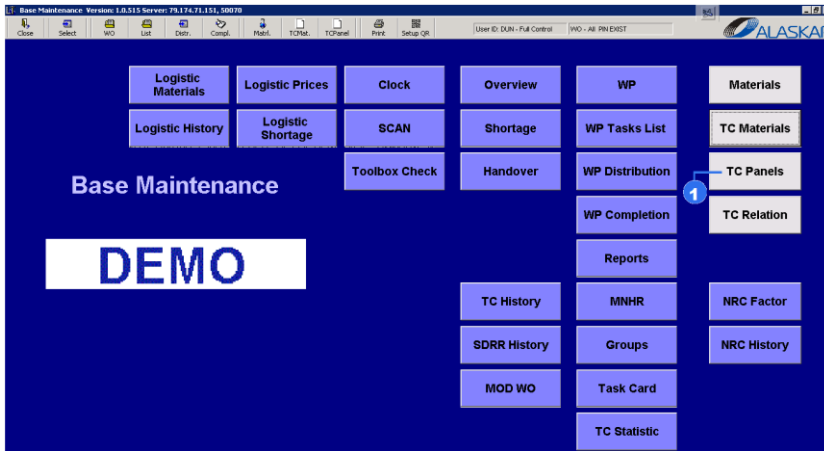 Base Maintenance Version: 1.0.515 Server: 79.174.71.151, 50070
Close Select WO List Distr. Compl. Matrl. TCMat. TCPanel Print Setup QR User ID: DUN - Full Control WO - All PIN EXIST
ALASKAR
Logistic Materials Logistic Prices Clock Overview WP Materials
Logistic History Logistic Shortage SCAN Shortage WP Tasks List TC Materials
Toolbox Check Handover WP Distribution TC Panels
1
Base Maintenance
WP Completion TC Relation
DEMO
Reports
TC History MNHR NRC Factor
SDRR History Groups NRC History
MOD WO Task Card
TC Statistic